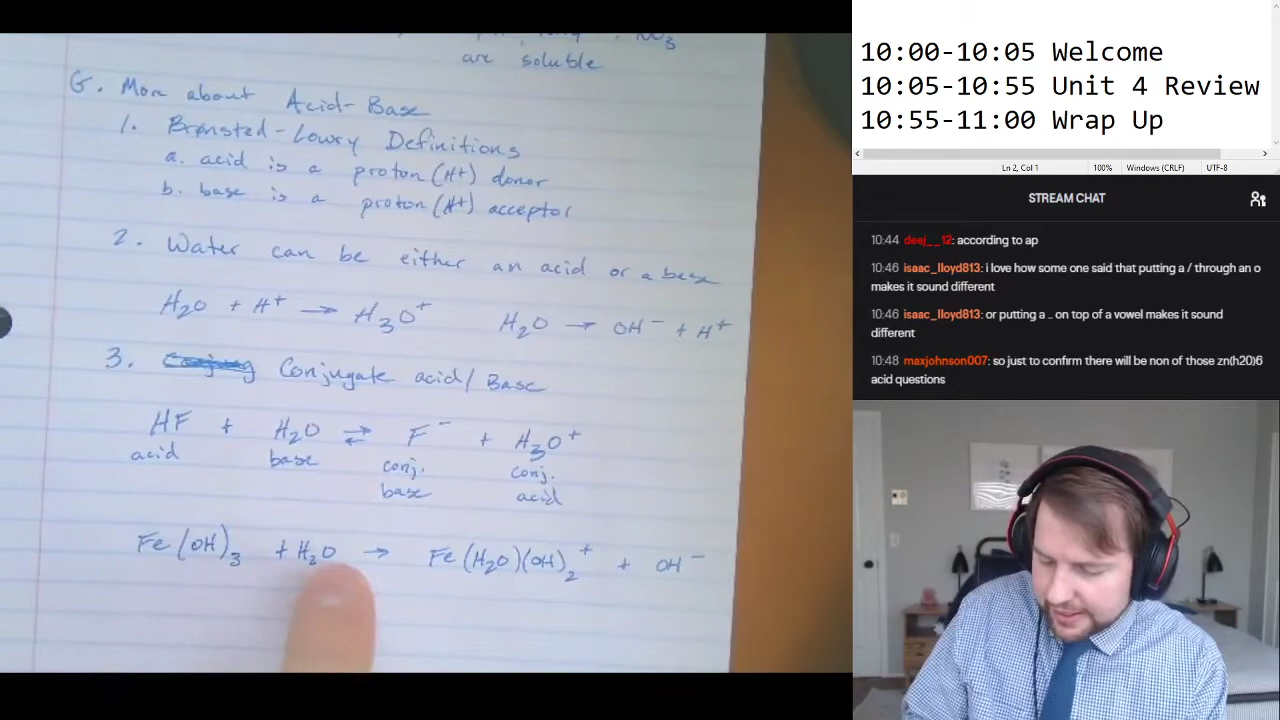 NO3
are soluble
G. More about Acid-Base
1. Brønsted-Lowry Definitions
a. acid is a proton (H+) donor
b. base is a proton (H+) acceptor
2. Water can be either an acid or a base
H2O + H+ → H3O+ H2O → OH- + H+
3. Conjugate acid/Base
HF + H2O ⇌ F- + H3O+
acid base conj. base conj. acid
Fe(OH)3 + H2O → Fe(H2O)(OH)2+ + OH-
10:00-10:05 Welcome
10:05-10:55 Unit 4 Review
10:55-11:00 Wrap Up
Ln 2, Col 1 100% Windows (CRLF) UTF-8
STREAM CHAT
10:44 deej__12: according to ap
10:46 isaac_lloyd813: i love how some one said that putting a / through an o
makes it sound different
10:46 isaac_lloyd813: or putting a .. on top of a vowel makes it sound
different
10:48 maxjohnson007: so just to confirm there will be non of those zn(h20)6
acid questions